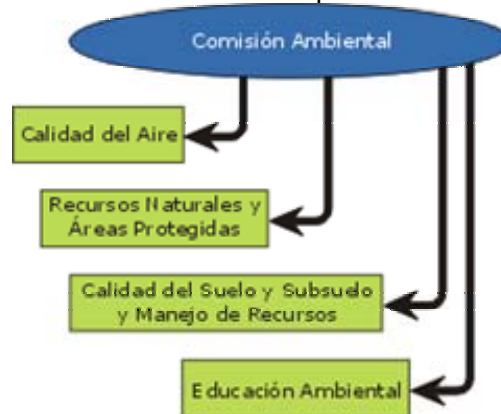 Comisión Ambiental
Calidad del Aire
Recursos Naturales y
Áreas Protegidas
Calidad del Suelo y Subsuelo
y Manejo de Recursos
Educación Ambiental